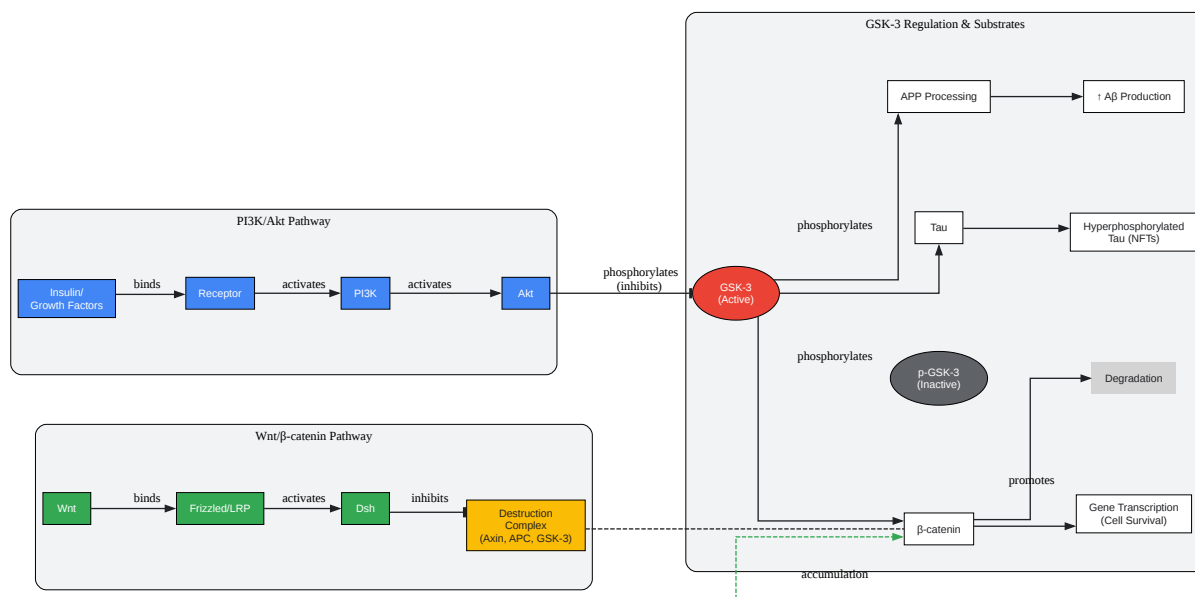 GSK-3 Regulation & Substrates
APP Processing
↑ Aβ Production
phosphorylates
Tau
Hyperphosphorylated
Tau (NFTs)
PI3K/Akt Pathway
Insulin/
Growth Factors
binds
Receptor
activates
PI3K
activates
Akt
phosphorylates
(inhibits)
GSK-3
(Active)
phosphorylates
p-GSK-3
(Inactive)
Degradation
Wnt/β-catenin Pathway
Wnt
binds
Frizzled/LRP
activates
Dsh
inhibits
Destruction
Complex
(Axin, APC, GSK-3)
promotes
β-catenin
Gene Transcription
(Cell Survival)
accumulation